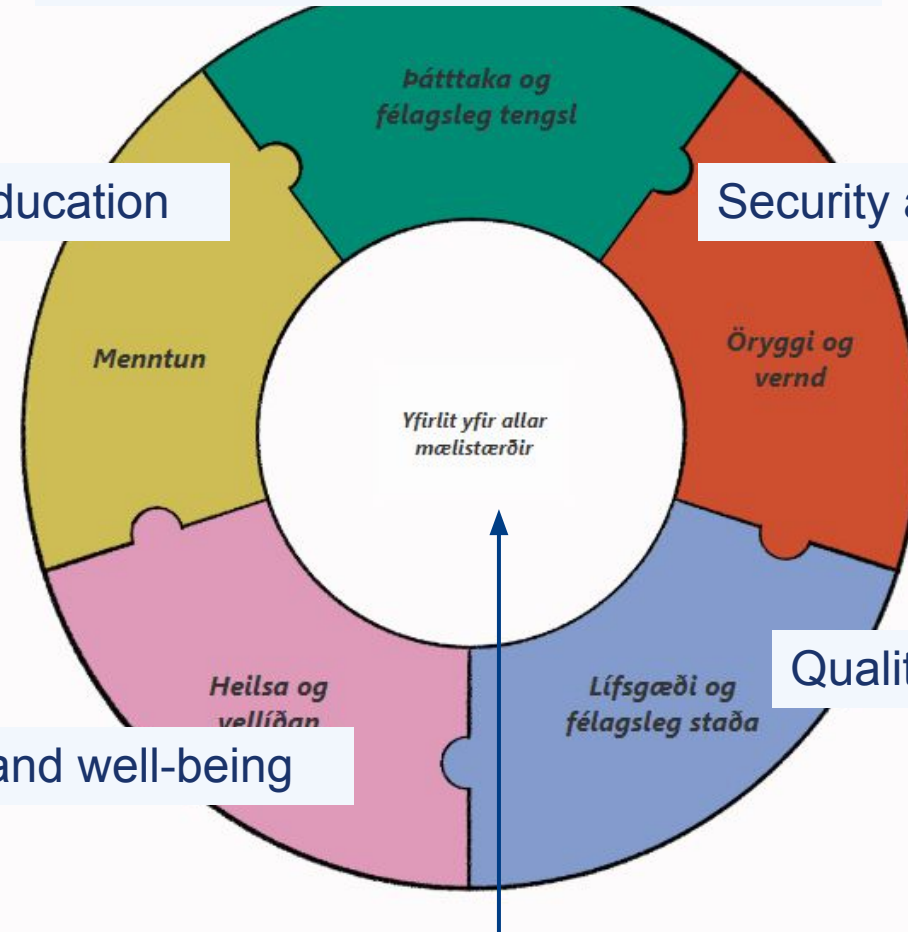 Þátttaka og
félagsleg tengsl
ducation
Security a
Menntun
Öryggi og
vernd
Yfirlit yfir allar
mælistærðir
Heilsa og
vellíðan
Lífsgæði og
félagsleg staða
Qualit
and well-being